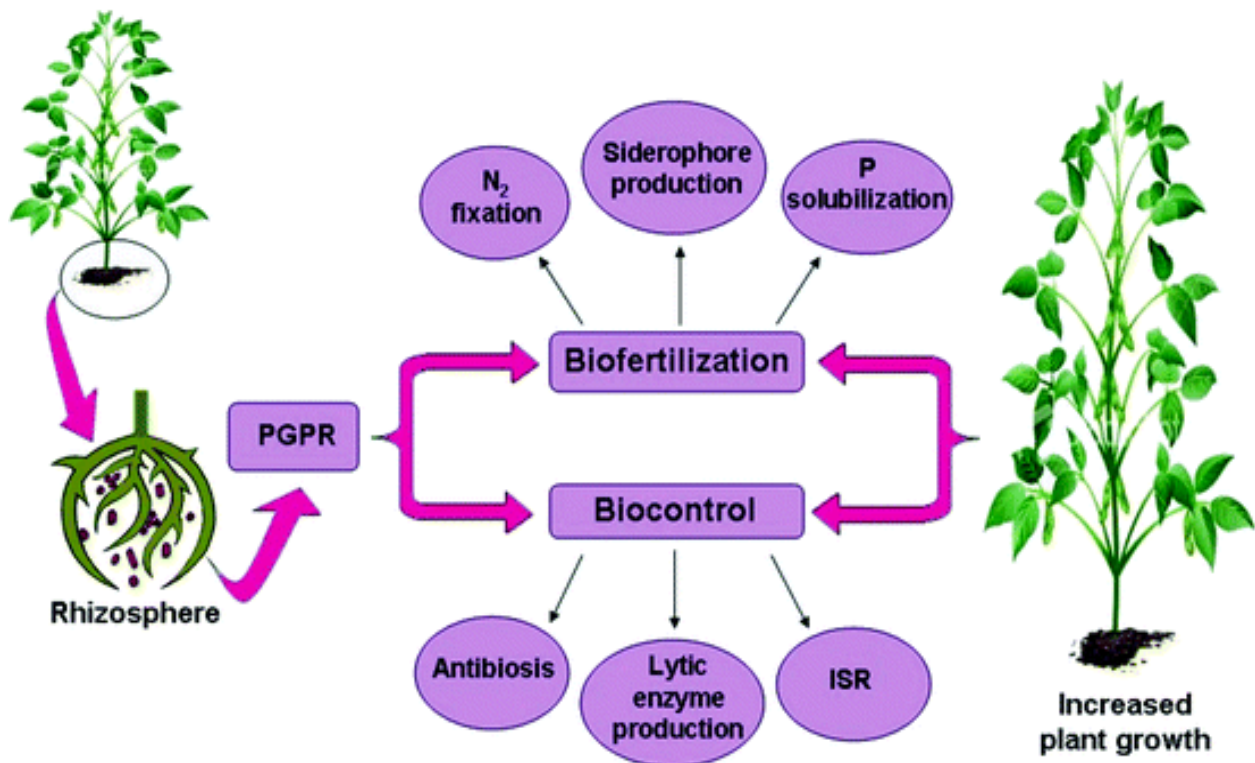 Siderophore
production
N₂
fixation
P
solubilization
Biofertilization
PGPR
Biocontrol
Rhizosphere
Antibiosis
Lytic
enzyme
production
ISR
Increased
plant growth